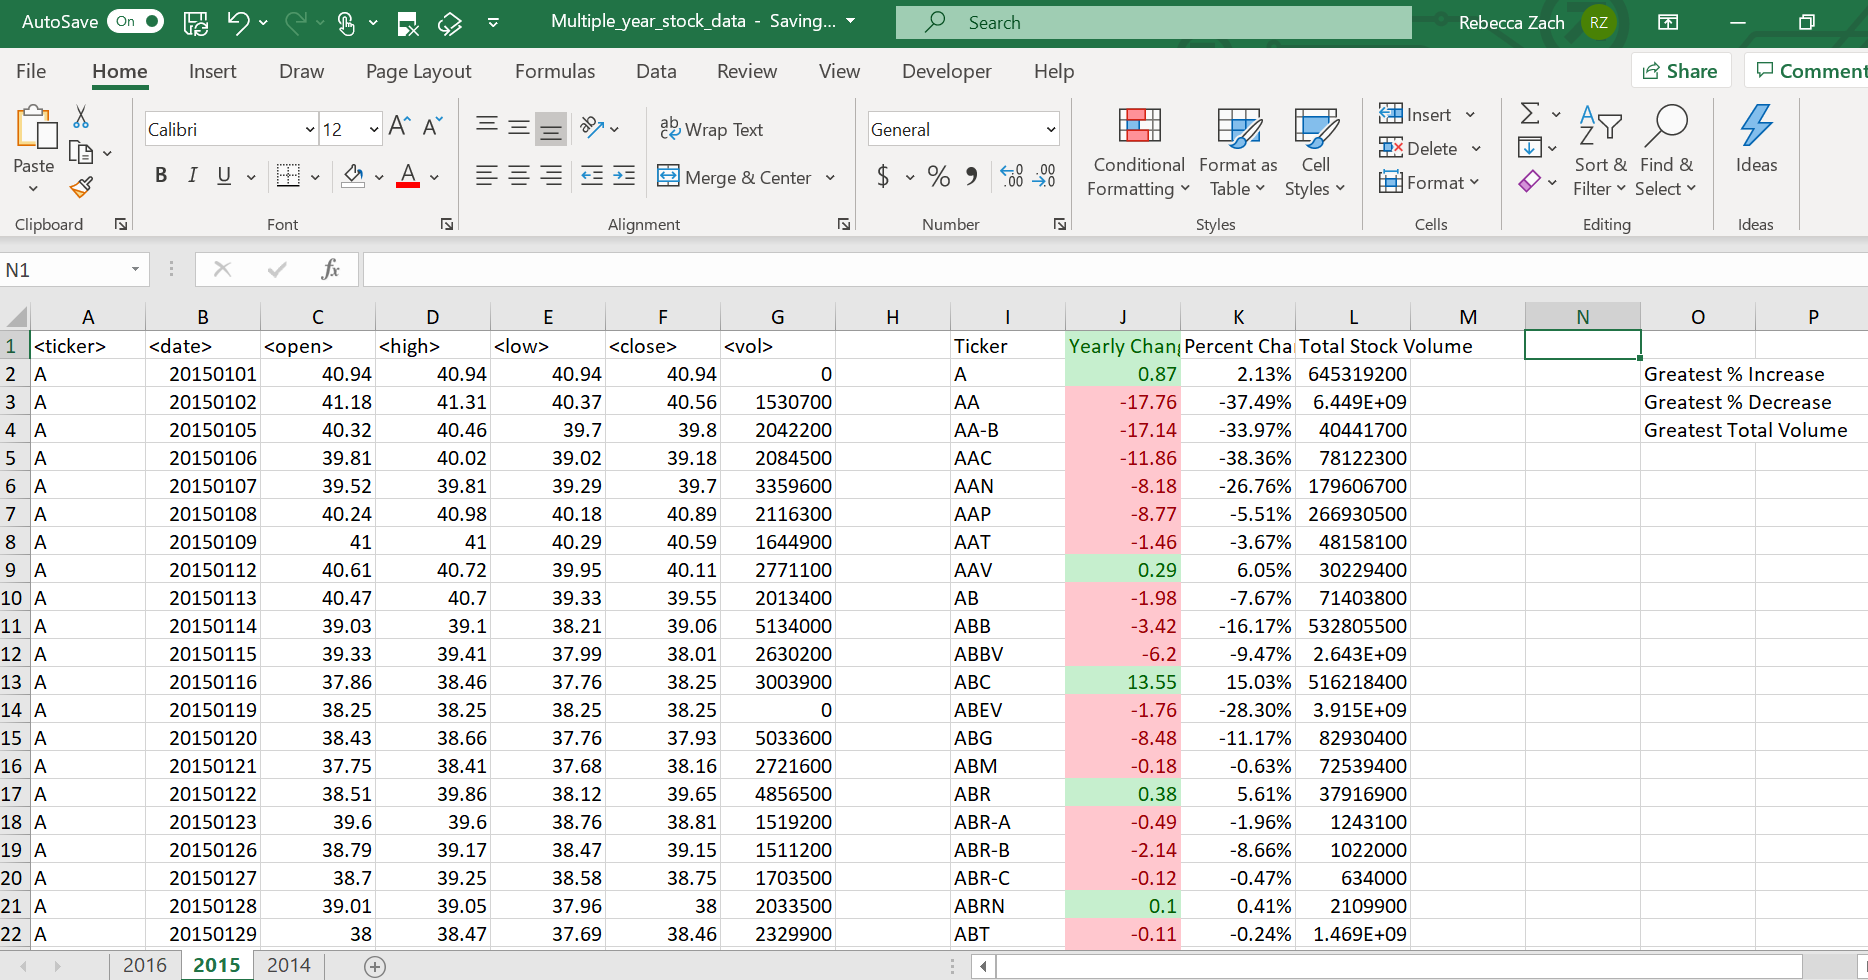 AutoSave On Multiple_year_stock_data - Saving... Search Rebecca Zach RZ
File Home Insert Draw Page Layout Formulas Data Review View Developer Help Share Comment
Calibri 12 ab Wrap Text General Insert
Conditional Format as Cell Delete Sort & Find & Ideas
Paste B I U Merge & Center $ % .00 .00 Formatting Table Styles Format Filter Select
Clipboard Font Alignment Number Styles Cells Editing Ideas
N1 fx
A B C D E F G H I J K L M N O P
1 <ticker> <date> <open> <high> <low> <close> <vol> Ticker Yearly Chang Percent Cha Total Stock Volume
2 A 20150101 40.94 40.94 40.94 40.94 0 A 0.87 2.13% 645319200 Greatest % Increase
3 A 20150102 41.18 41.31 40.37 40.56 1530700 AA -17.76 -37.49% 6.449E+09 Greatest % Decrease
4 A 20150105 40.32 40.46 39.7 39.8 2042200 AA-B -17.14 -33.97% 40441700 Greatest Total Volume
5 A 20150106 39.81 40.02 39.02 39.18 2084500 AAC -11.86 -38.36% 78122300
6 A 20150107 39.52 39.81 39.29 39.7 3359600 AAN -8.18 -26.76% 179606700
7 A 20150108 40.24 40.98 40.18 40.89 2116300 AAP -8.77 -5.51% 266930500
8 A 20150109 41 41 40.29 40.59 1644900 AAT -1.46 -3.67% 48158100
9 A 20150112 40.61 40.72 39.95 40.11 2771100 AAV 0.29 6.05% 30229400
10 A 20150113 40.47 40.7 39.33 39.55 2013400 AB -1.98 -7.67% 71403800
11 A 20150114 39.03 39.1 38.21 39.06 5134000 ABB -3.42 -16.17% 532805500
12 A 20150115 39.33 39.41 37.99 38.01 2630200 ABBV -6.2 -9.47% 2.643E+09
13 A 20150116 37.86 38.46 37.76 38.25 3003900 ABC 13.55 15.03% 516218400
14 A 20150119 38.25 38.25 38.25 38.25 0 ABEV -1.76 -28.30% 3.915E+09
15 A 20150120 38.43 38.66 37.76 37.93 5033600 ABG -8.48 -11.17% 82930400
16 A 20150121 37.75 38.41 37.68 38.16 2721600 ABM -0.18 -0.63% 72539400
17 A 20150122 38.51 39.86 38.12 39.65 4856500 ABR 0.38 5.61% 37916900
18 A 20150123 39.6 39.6 38.76 38.81 1519200 ABR-A -0.49 -1.96% 1243100
19 A 20150126 38.79 39.17 38.47 39.15 1511200 ABR-B -2.14 -8.66% 1022000
20 A 20150127 38.7 39.25 38.58 38.75 1703500 ABR-C -0.12 -0.47% 634000
21 A 20150128 39.01 39.05 37.96 38 2033500 ABRN 0.1 0.41% 2109900
22 A 20150129 38 38.47 37.69 38.46 2329900 ABT -0.11 -0.24% 1.469E+09
2016 2015 2014